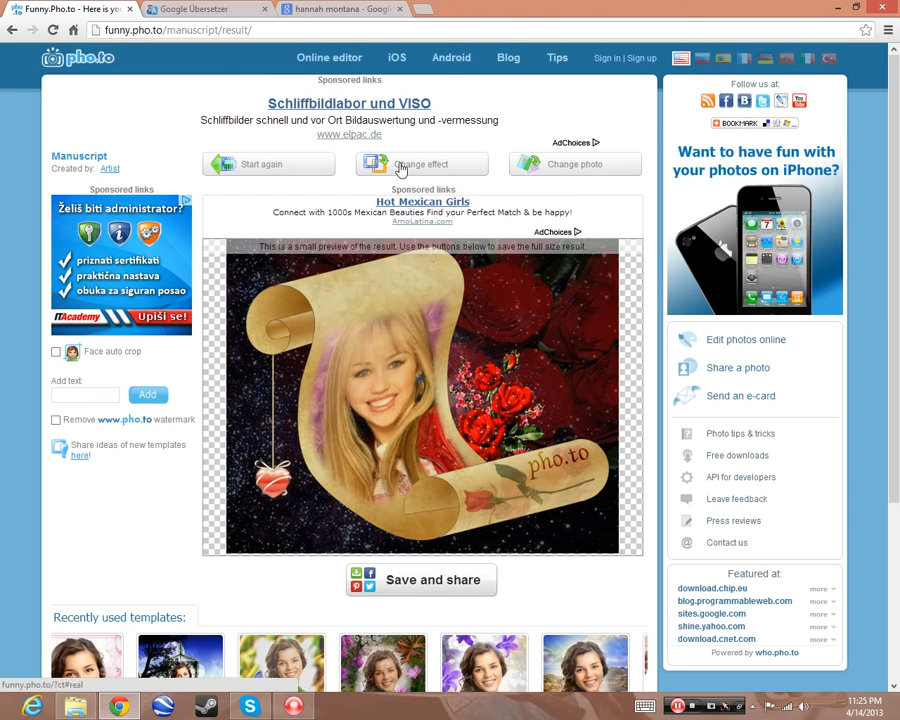 Funny.Pho.to - Here is yo
Google Übersetzer
hannah montana - Googl
funny.pho.to/manuscript/result/
pho.to
Online editor
iOS
Android
Blog
Tips
Sign in | Sign up
Sponsored links
Schliffbildlabor und VISO
Schliffbilder schnell und vor Ort Bildauswertung und -vermessung
www.elpac.de
AdChoices
Manuscript
Created by: Artist
Start again
Change effect
Change photo
Sponsored links
Želiš biti administrator?
priznati sertifikati
praktična nastava
obuka za siguran posao
ITAcademy
Upiši se!
Sponsored links
Hot Mexican Girls
Connect with 1000s Mexican Beauties Find your Perfect Match & be happy!
AmoLatina.com
AdChoices
This is a small preview of the result. Use the buttons below to save the full size result.
pho.to
Face auto crop
Add text:
Add
Remove www.pho.to watermark
Share ideas of new templates
here!
Save and share
Recently used templates:
Follow us at:
BOOKMARK
Want to have fun with
your photos on iPhone?
Edit photos online
Share a photo
Send an e-card
Photo tips & tricks
Free downloads
API for developers
Leave feedback
Press reviews
Contact us
Featured at:
download.chip.eu more
blog.programmableweb.com more
sites.google.com more
shine.yahoo.com more
download.cnet.com more
Powered by who.pho.to
funny.pho.to/?ct#real
11:25 PM
4/14/2013